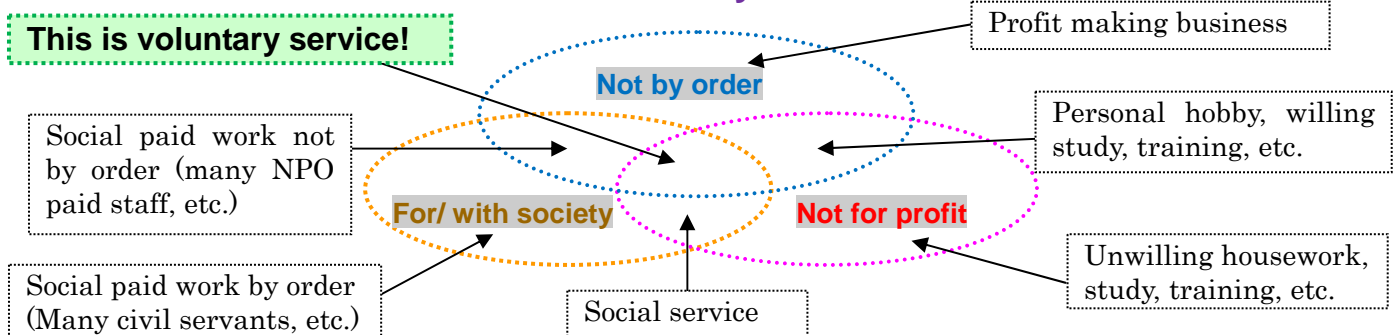 This is voluntary service!
Profit making business
Not by order
Social paid work not
by order (many NPO
paid staff, etc.)
Personal hobby, willing
study, training, etc.
For/ with society
Not for profit
Social paid work by order
(Many civil servants, etc.)
Social service
Unwilling housework,
study, training, etc.